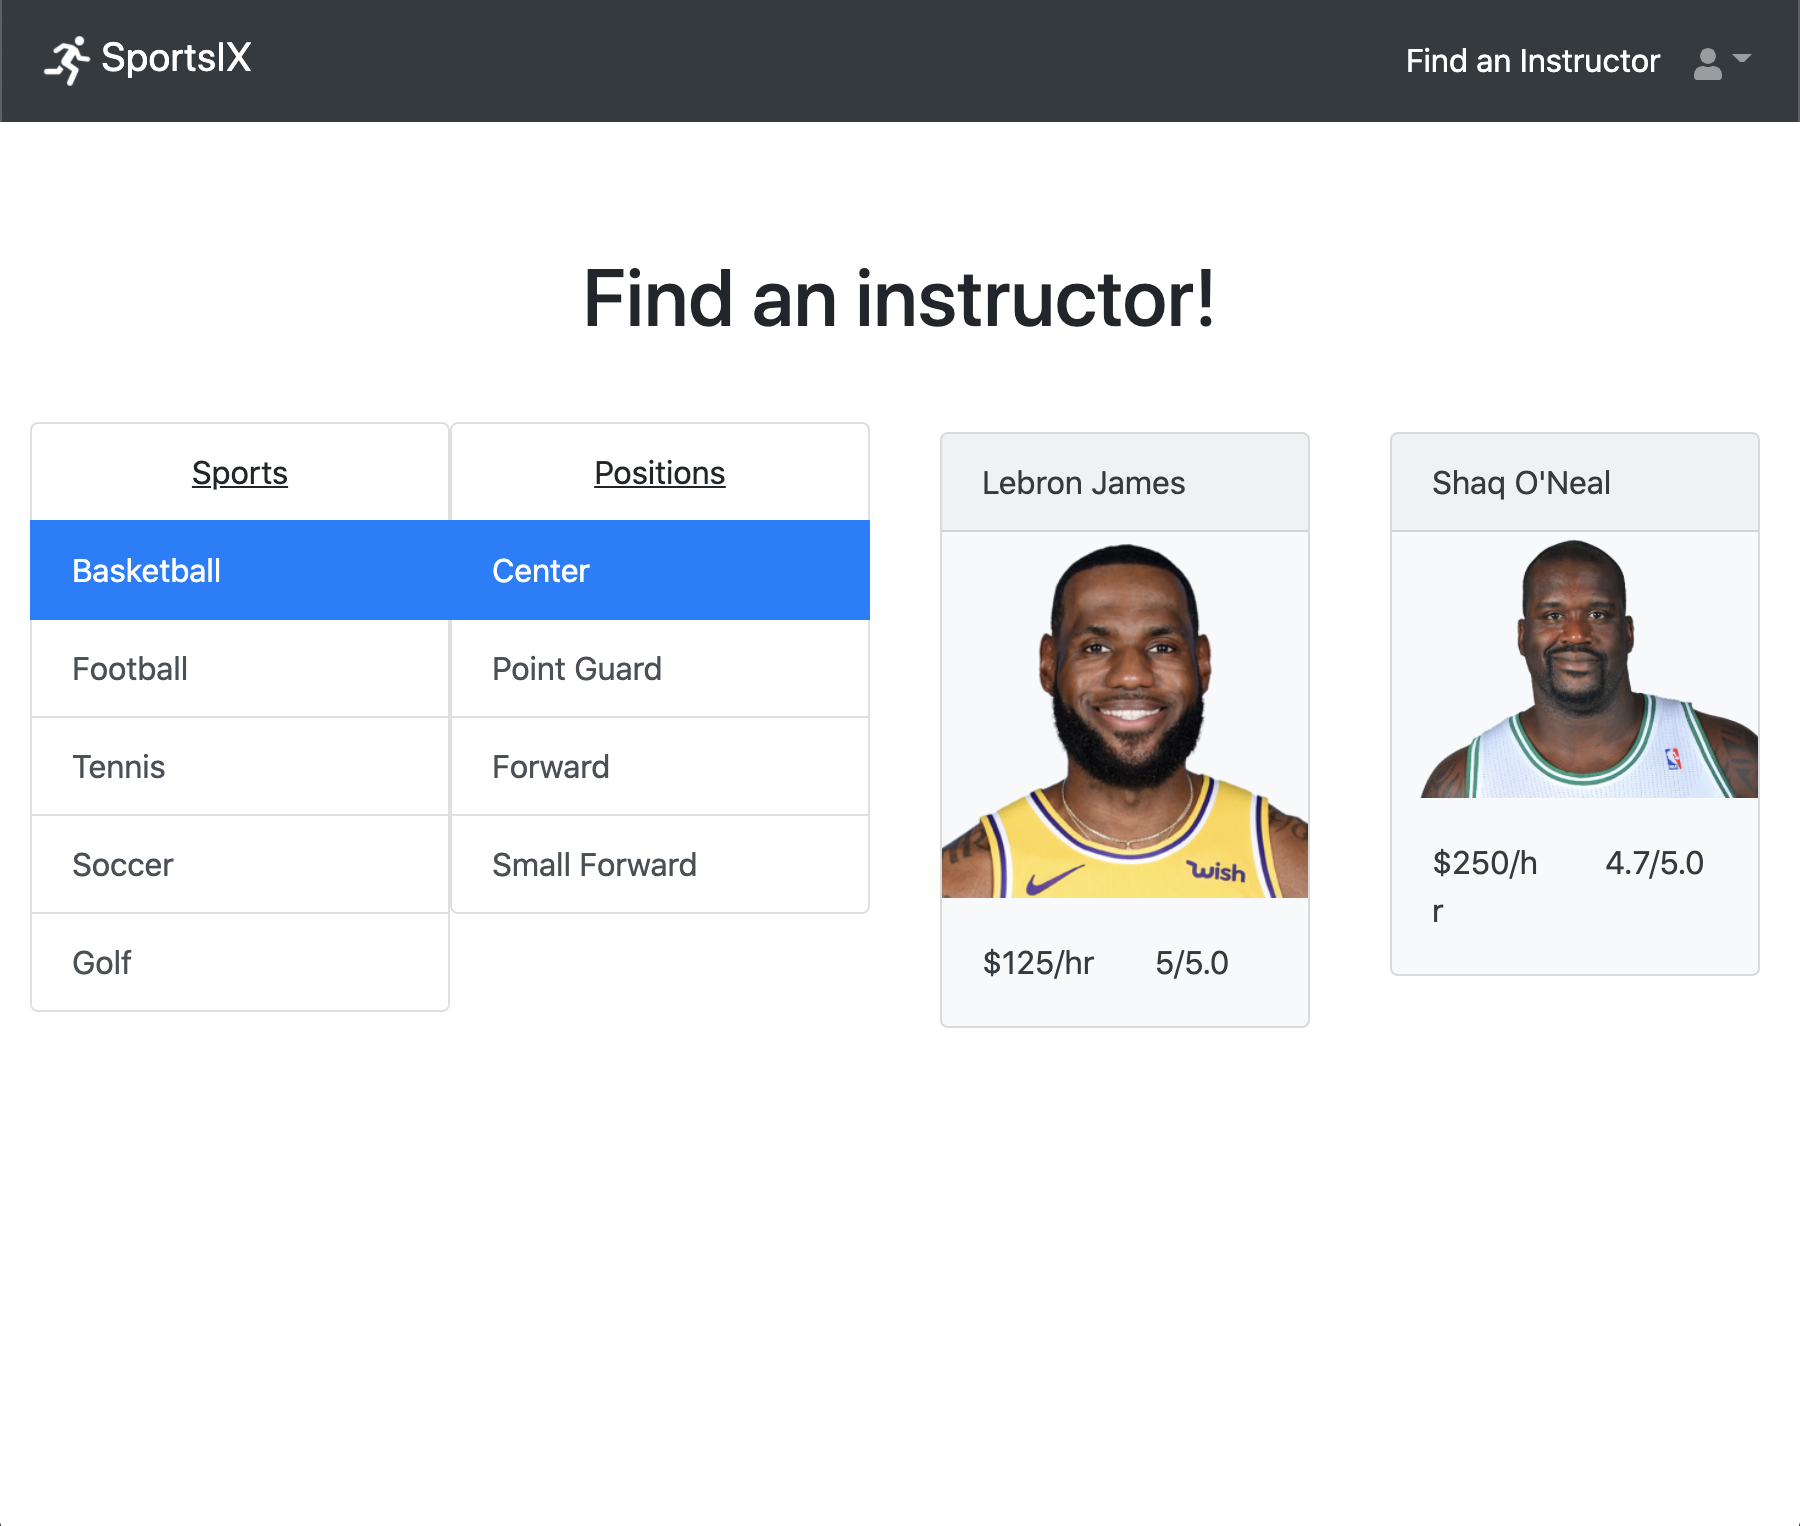 SportsIX
Find an Instructor
Find an instructor!
Sports
Positions
Basketball
Center
Football
Point Guard
Tennis
Forward
Soccer
Small Forward
Golf
Lebron James
wish
$125/hr
5/5.0
Shaq O'Neal
$250/h
r
4.7/5.0